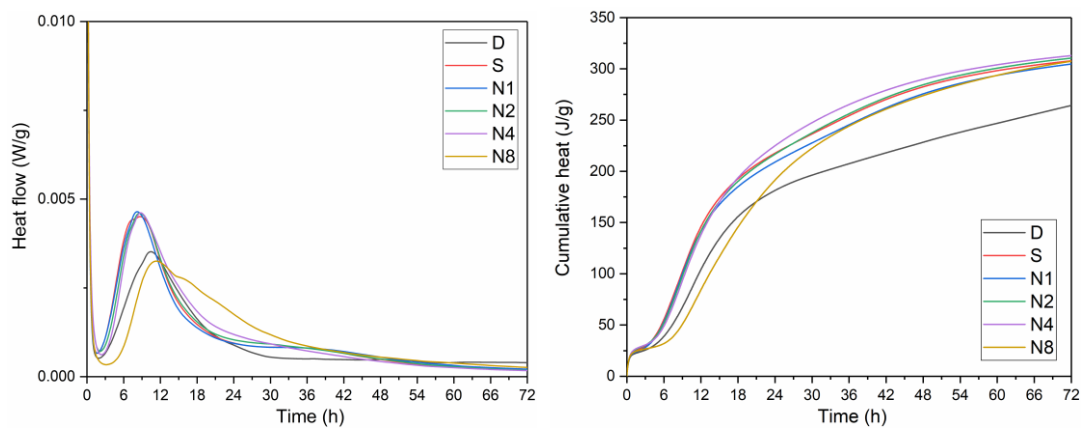 Heat flow (W/g)
0.010
0.005
0.000
D
S
N1
N2
N4
N8
0 6 12 18 24 30 36 42 48 54 60 66 72
Time (h)
Cumulative heat (J/g)
350
300
250
200
150
100
50
25
0
D
S
N1
N2
N4
N8
0 6 12 18 24 30 36 42 48 54 60 66 72
Time (h)